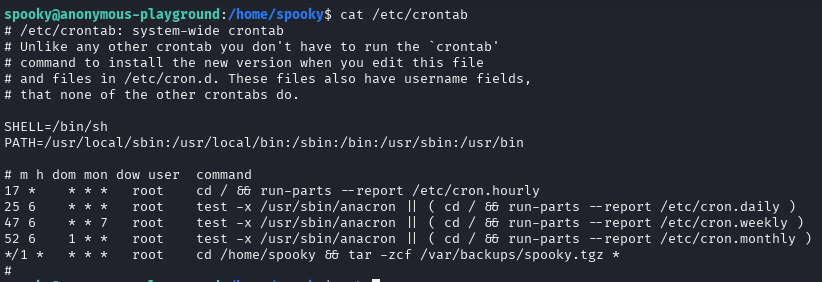 spooky@anonymous-playground:/home/spooky$ cat /etc/crontab
# /etc/crontab: system-wide crontab
# Unlike any other crontab you don't have to run the `crontab'
# command to install the new version when you edit this file
# and files in /etc/cron.d. These files also have username fields,
# that none of the other crontabs do.

SHELL=/bin/sh
PATH=/usr/local/sbin:/usr/local/bin:/sbin:/bin:/usr/sbin:/usr/bin

# m h dom mon dow user  command
17 *    * * *   root    cd / && run-parts --report /etc/cron.hourly
25 6    * * *   root    test -x /usr/sbin/anacron || ( cd / && run-parts --report /etc/cron.daily )
47 6    * * 7   root    test -x /usr/sbin/anacron || ( cd / && run-parts --report /etc/cron.weekly )
52 6    1 * *   root    test -x /usr/sbin/anacron || ( cd / && run-parts --report /etc/cron.monthly )
*/1 *   * * *   root    cd /home/spooky && tar -zcf /var/backups/spooky.tgz *
#